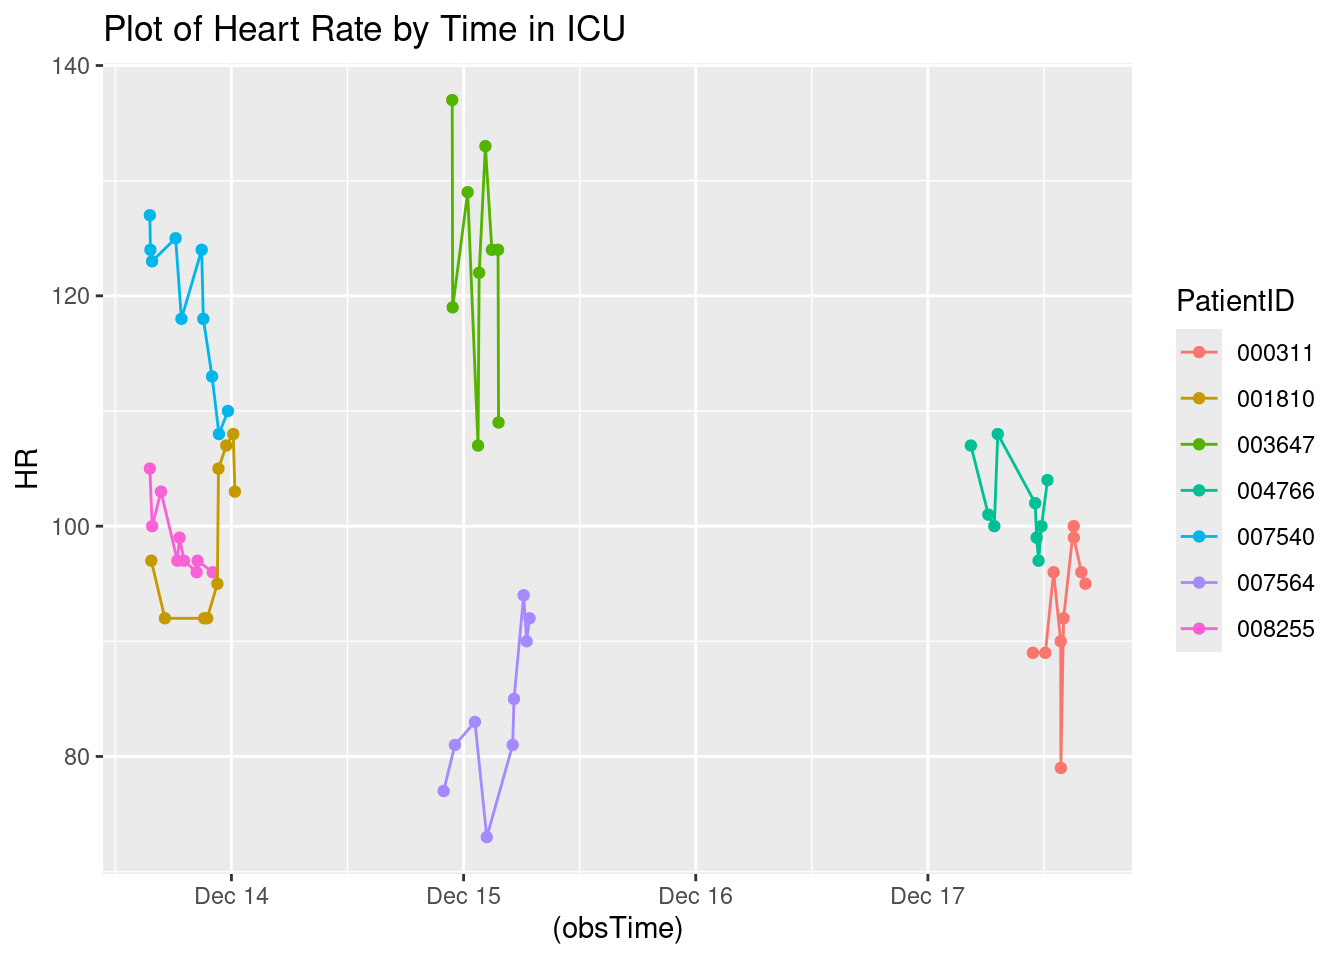 Plot of Heart Rate by Time in ICU
140
120
100
80
HR
Dec 14
Dec 15
Dec 16
Dec 17
(obsTime)
PatientID
000311
001810
003647
004766
007540
007564
008255